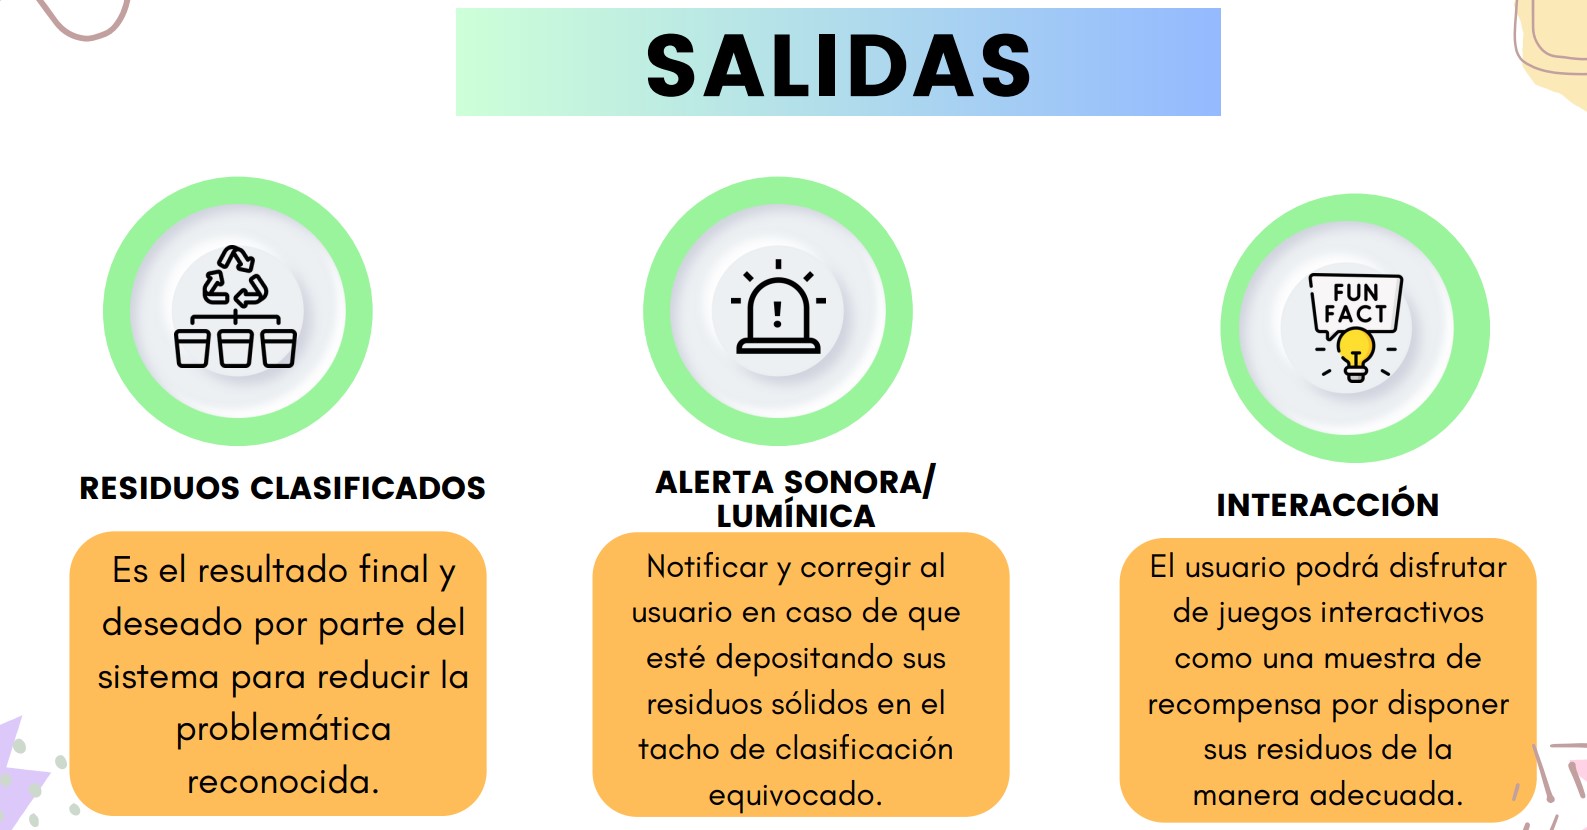 SALIDAS
RESIDUOS CLASIFICADOS
Es el resultado final y
deseado por parte del
sistema para reducir la
problemática
reconocida.
!
ALERTA SONORA/
LUMÍNICA
Notificar y corregir al
usuario en caso de que
esté depositando sus
residuos sólidos en el
tacho de clasificación
equivocado.
FUN
FACT
INTERACCIÓN
El usuario podrá disfrutar
de juegos interactivos
como una muestra de
recompensa por disponer
sus residuos de la
manera adecuada.